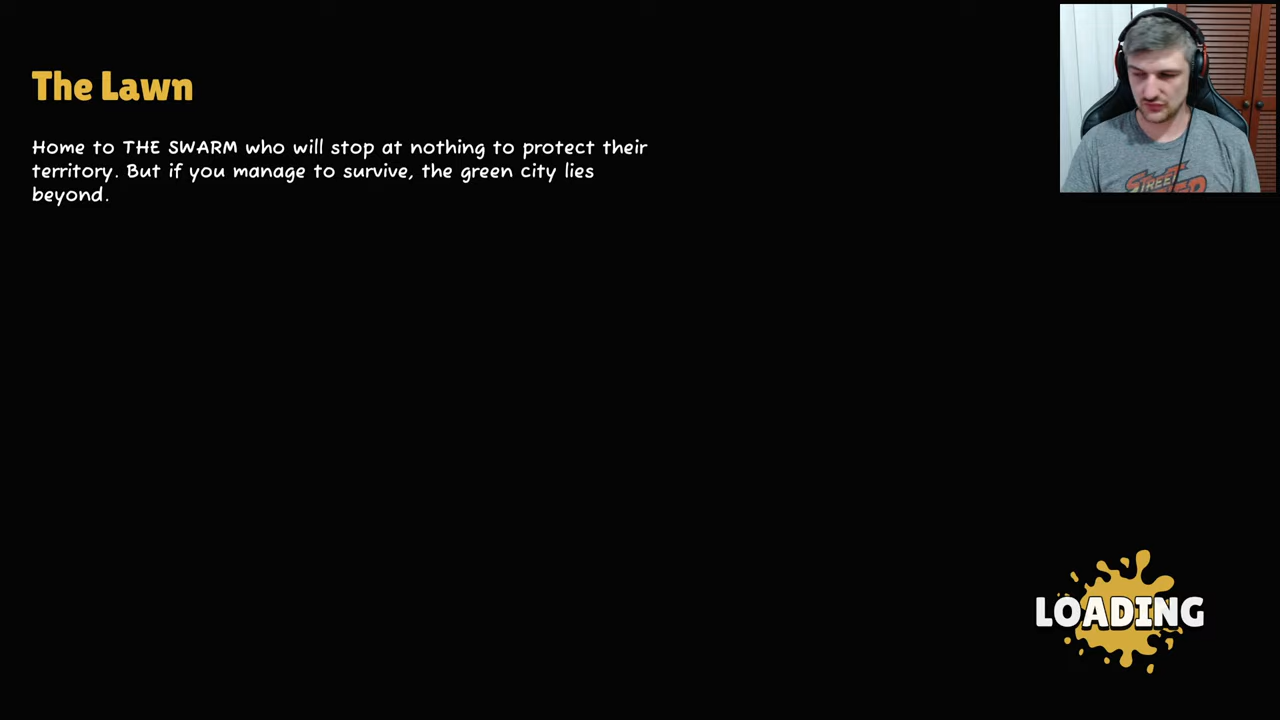 The Lawn
Home to THE SWARM who will stop at nothing to protect their
territory. But if you manage to survive, the green city lies
beyond.
STREET
LOADING